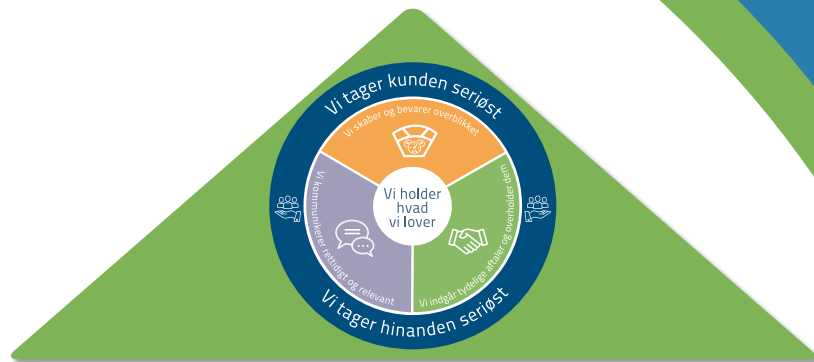 Vi tager kunden seriøst
Vi skaber og bevarer overblikket
Vi kommunikerer rettidigt og relevant
Vi holder
hvad
vi lover
Vi indgår tydelige aftaler og overholder dem
Vi tager hinanden seriøst